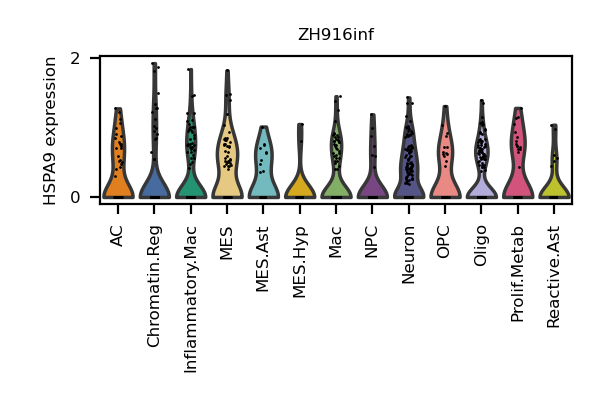 ZH916inf
HSPA9 expression
2
0
AC
Chromatin.Reg
Inflammatory.Mac
MES
MES.Ast
MES.Hyp
Mac
NPC
Neuron
OPC
Oligo
Prolif.Metab
Reactive.Ast